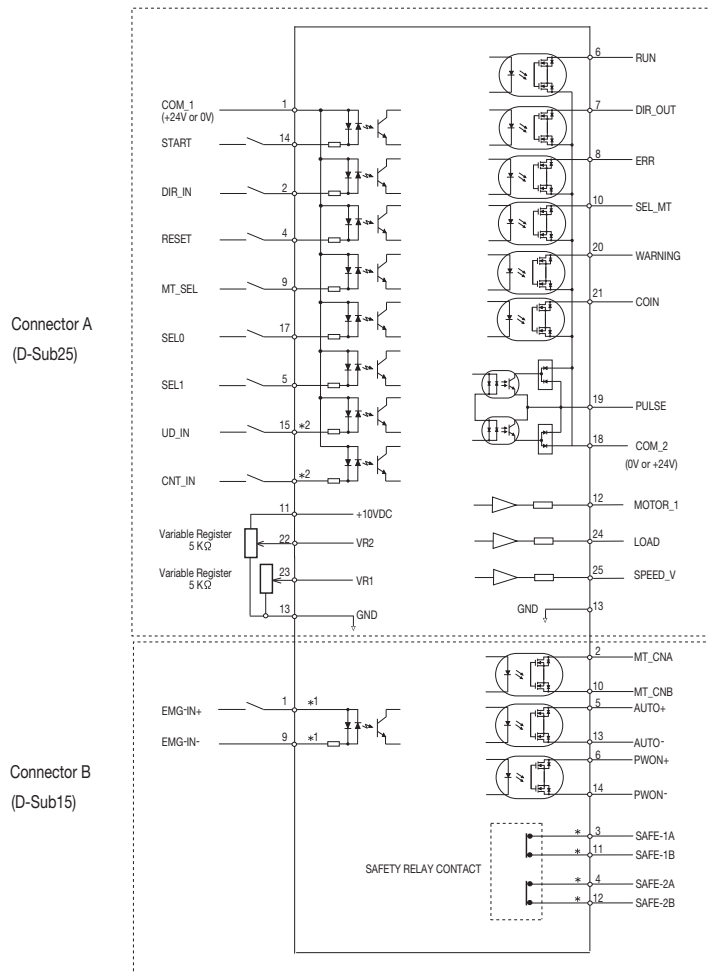 Connector A
(D-Sub25)
COM_1
(+24V or 0V)
1
START
14
DIR_IN
2
RESET
4
MT_SEL
9
SEL0
17
SEL1
5
UD_IN
15 *2
CNT_IN
*2
11
+10VDC
Variable Register
5 KΩ
22
VR2
Variable Register
5 KΩ
23
VR1
13
GND
6
RUN
7
DIR_OUT
8
ERR
10
SEL_MT
20
WARNING
21
COIN
19
PULSE
18
COM_2
(0V or +24V)
12
MOTOR_1
24
LOAD
25
SPEED_V
GND
13
Connector B
(D-Sub15)
EMG-IN+
1 *1
EMG-IN-
9 *1
2
MT_CNA
10
MT_CNB
5
AUTO+
13
AUTO-
6
PWON+
14
PWON-
SAFETY RELAY CONTACT
* 3
SAFE-1A
* 11
SAFE-1B
* 4
SAFE-2A
* 12
SAFE-2B